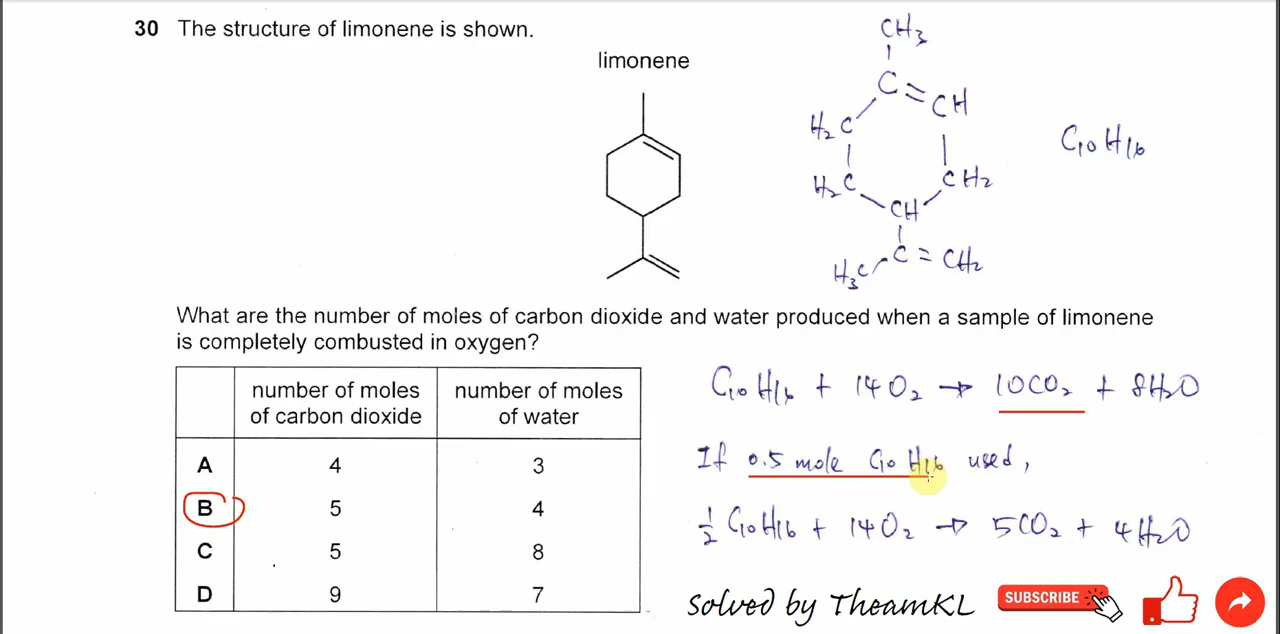 30 The structure of limonene is shown.
limonene
CH₃
C = CH
H₂C
H₂C
CH₂
CH
H₃C C = CH₂
C₁₀H₁₆
What are the number of moles of carbon dioxide and water produced when a sample of limonene
is completely combusted in oxygen?
number of moles of carbon dioxide number of moles of water
A 4 3
B 5 4
C 5 8
D 9 7
C₁₀H₁₆ + 14O₂ → 10CO₂ + 8H₂O
If 0.5 mole C₁₀H₁₆ used,
½ C₁₀H₁₆ + 14O₂ → 5CO₂ + 4H₂O
Solved by TheamKL
SUBSCRIBE